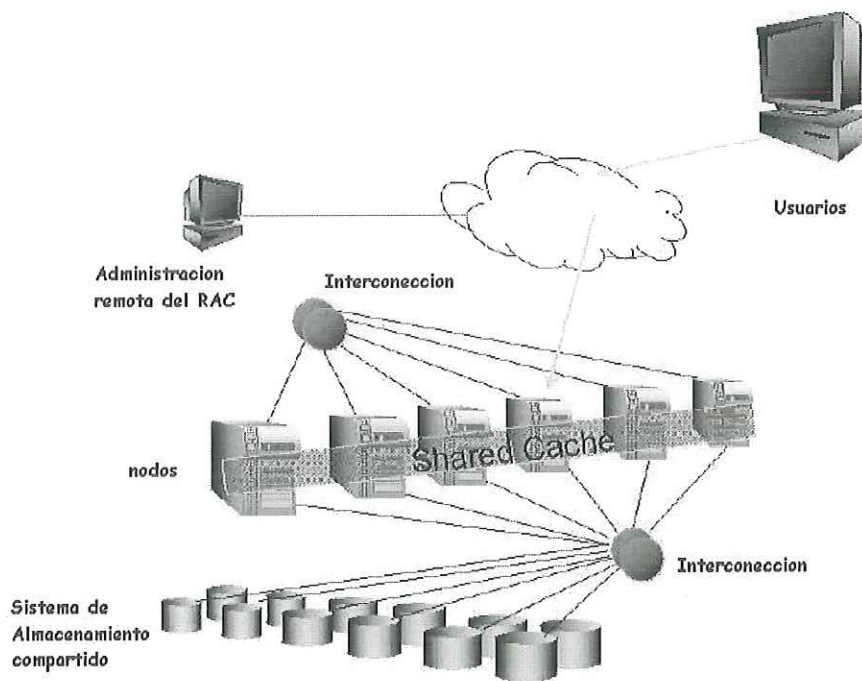 Usuarios
Administracion
remota del RAC
Interconeccion
nodos
Shared Cache
Interconeccion
Sistema de
Almacenamiento
compartido